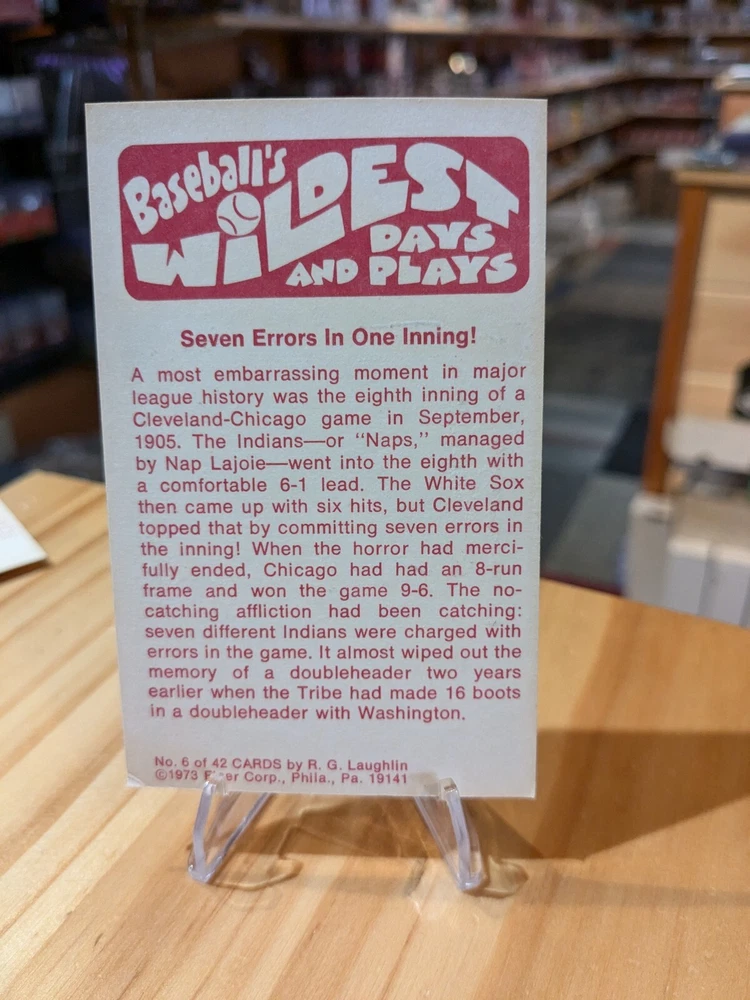 Baseball's
WiLDEST
DAYS
AND PLAYS
Seven Errors In One Inning!
A most embarrassing moment in major
league history was the eighth inning of a
Cleveland-Chicago game in September,
1905. The Indians—or "Naps," managed
by Nap Lajoie—went into the eighth with
a comfortable 6-1 lead. The White Sox
then came up with six hits, but Cleveland
topped that by committing seven errors in
the inning! When the horror had merci-
fully ended, Chicago had had an 8-run
frame and won the game 9-6. The no-
catching affliction had been catching:
seven different Indians were charged with
errors in the game. It almost wiped out the
memory of a doubleheader two years
earlier when the Tribe had made 16 boots
in a doubleheader with Washington.
No. 6 of 42 CARDS by R. G. Laughlin
©1973 Corp., Phila., Pa. 19141